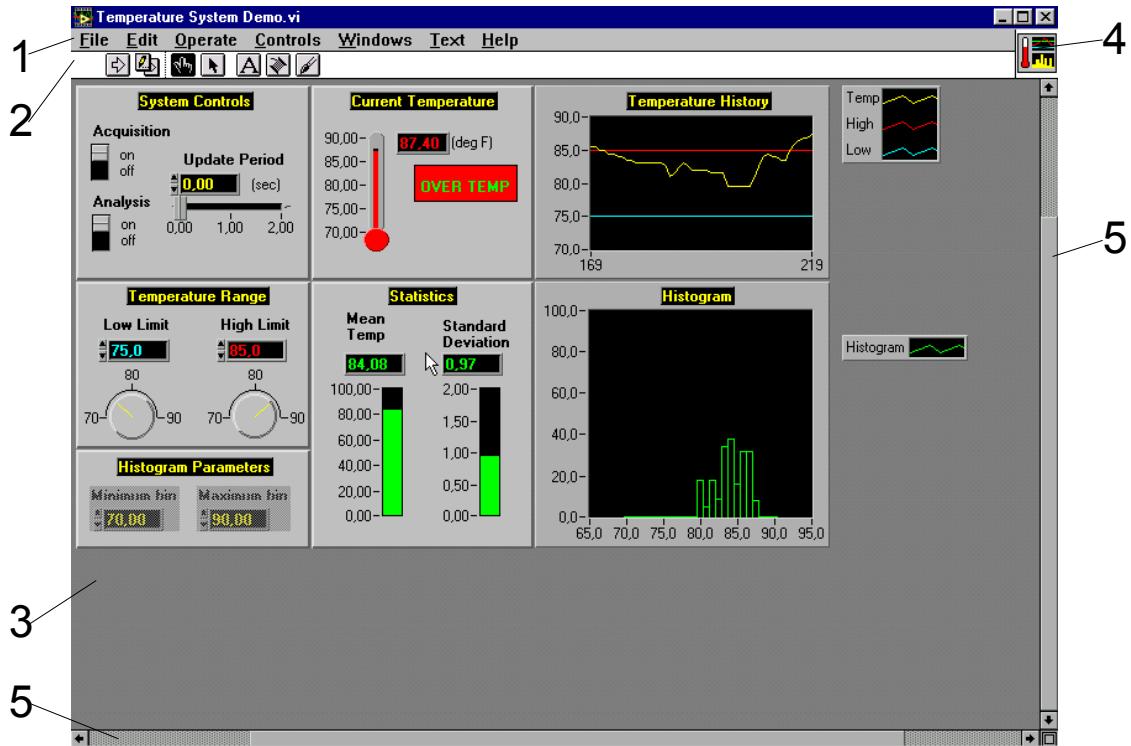 Temperature System Demo.vi
File Edit Operate Controls Windows Text Help
1
2
4
System Controls
Acquisition
on
off
Update Period
0,00 (sec)
0,00 1,00 2,00
Analysis
on
off
Current Temperature
90,00
85,00
80,00
75,00
70,00
87,40 (deg F)
OVER TEMP
Temperature History
90,0
85,0
80,0
75,0
70,0
169 219
Temp
High
Low
5
Temperature Range
Low Limit High Limit
75,0 85,0
80 80
70 90 70 90
Statistics
Mean Temp
84,08
100,00
80,00
60,00
40,00
20,00
0,00
Standard Deviation
0,97
2,00
1,50
1,00
0,50
0,00
Histogram
100,0
80,0
60,0
40,0
20,0
0,0
65,0 70,0 75,0 80,0 85,0 90,0 95,0
Histogram
Histogram Parameters
Minimum bin Maximum bin
70,00 90,00
3
5